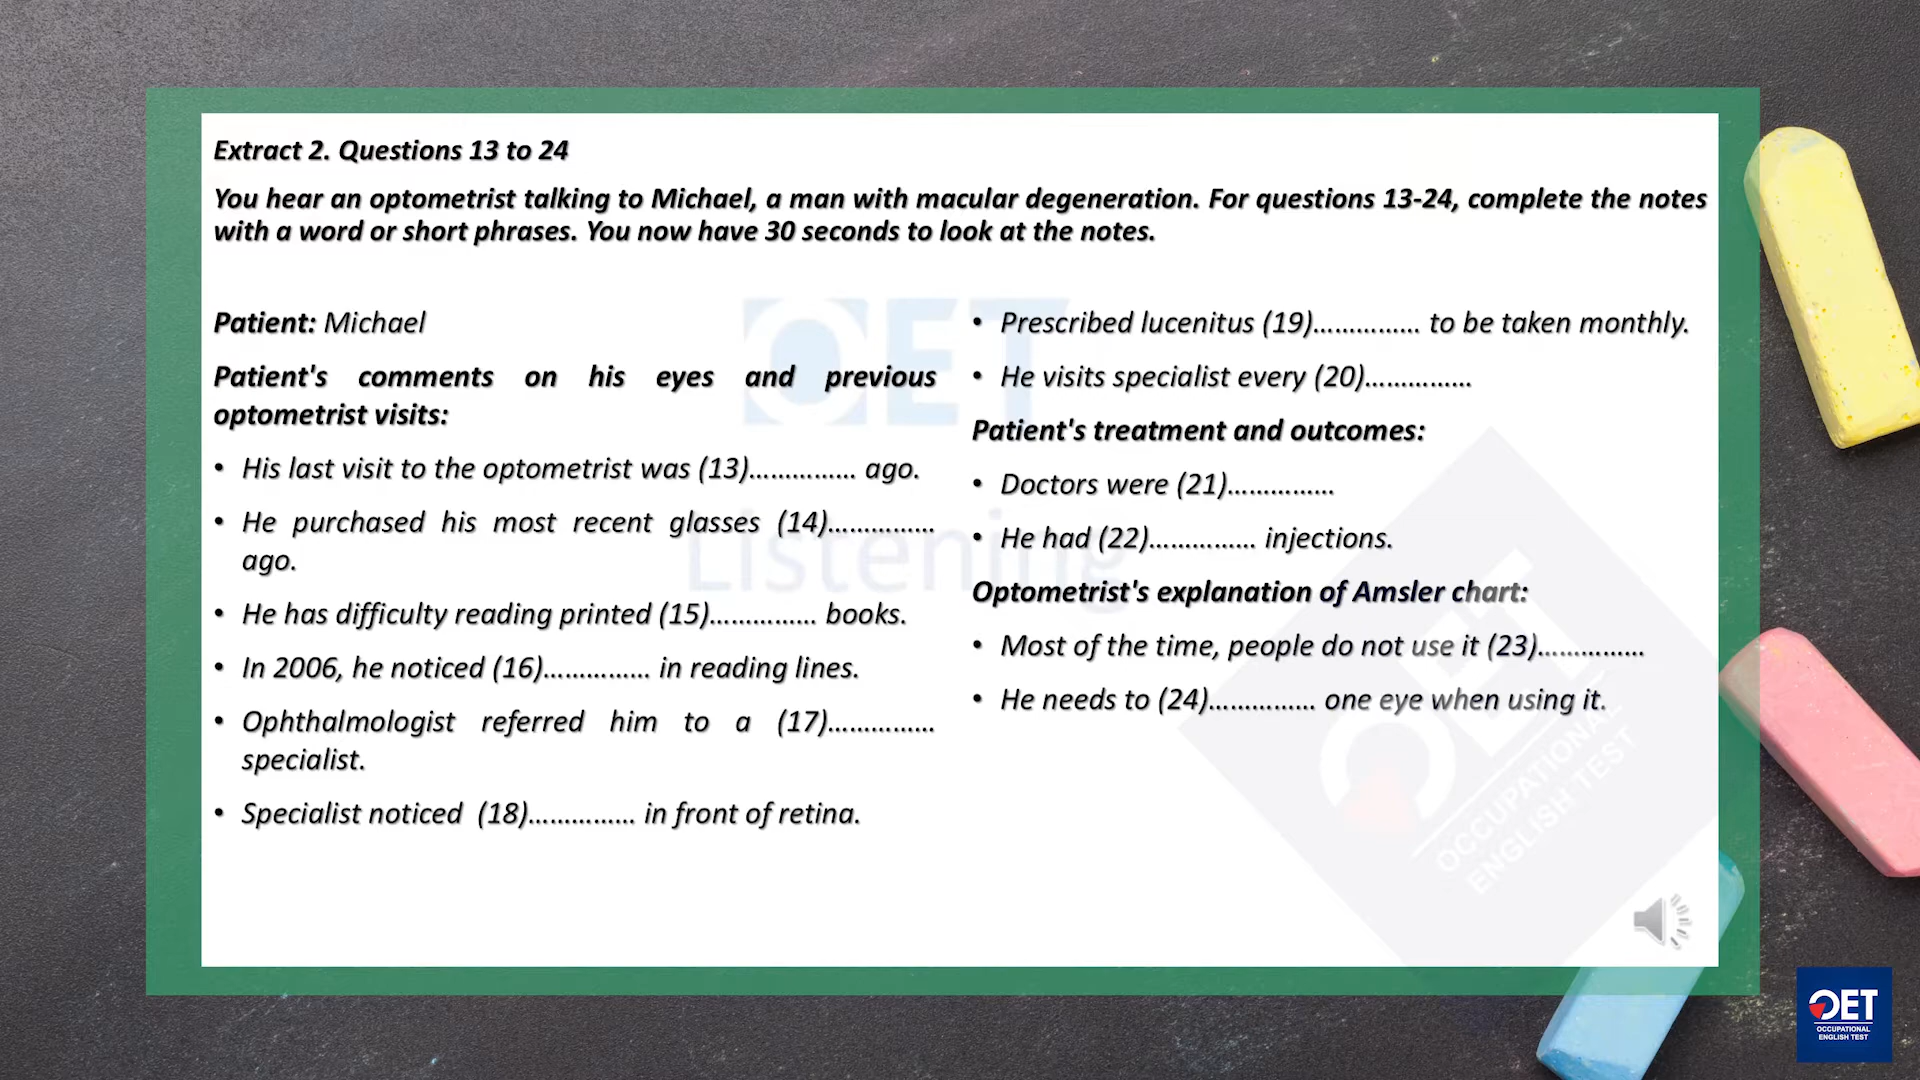 Extract 2. Questions 13 to 24
You hear an optometrist talking to Michael, a man with macular degeneration. For questions 13-24, complete the notes
with a word or short phrases. You now have 30 seconds to look at the notes.
Patient: Michael
Patient's comments on his eyes and previous
optometrist visits:
• His last visit to the optometrist was (13)............... ago.
• He purchased his most recent glasses (14)...............
ago.
• He has difficulty reading printed (15)............... books.
• In 2006, he noticed (16)............... in reading lines.
• Ophthalmologist referred him to a (17)...............
specialist.
• Specialist noticed (18)............... in front of retina.
• Prescribed lucenitus (19)............... to be taken monthly.
• He visits specialist every (20)...............
Patient's treatment and outcomes:
• Doctors were (21)...............
• He had (22)............... injections.
Optometrist's explanation of Amsler chart:
• Most of the time, people do not use it (23)...............
• He needs to (24)............... one eye when using it.
OET
Listening
OET
OCCUPATIONAL
ENGLISH TEST
OET
OCCUPATIONAL
ENGLISH TEST